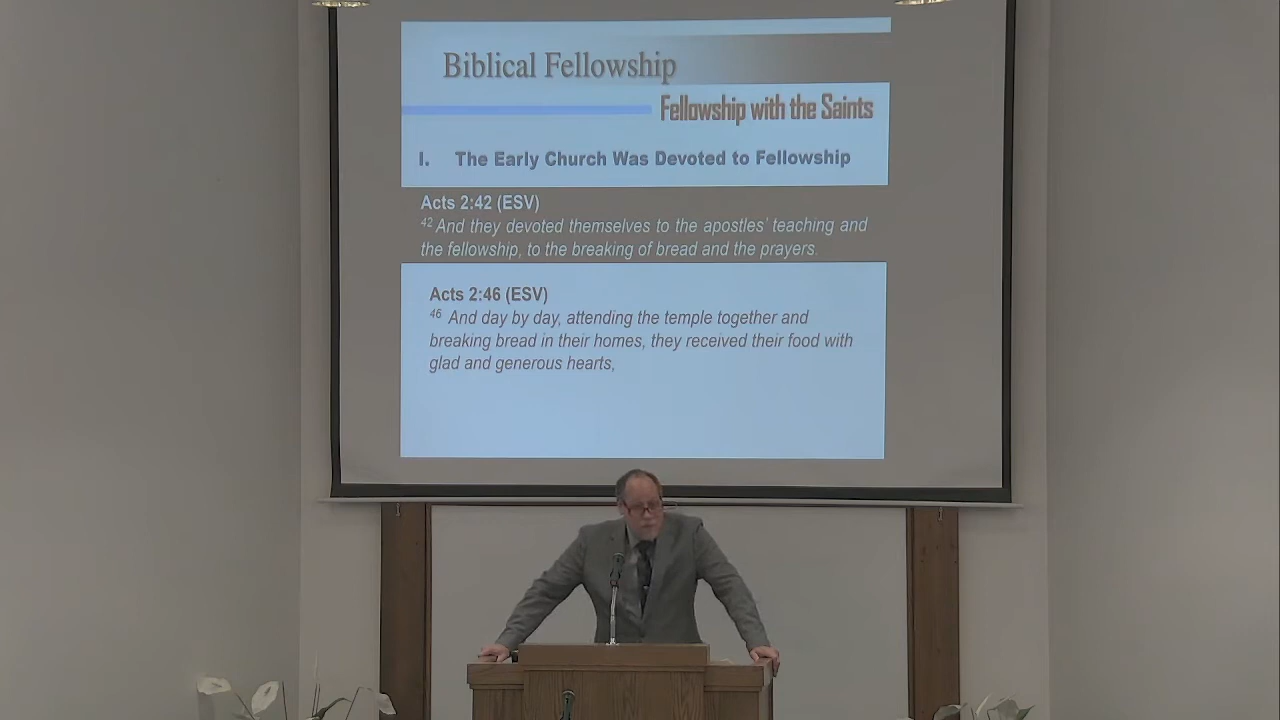 Biblical Fellowship
Fellowship with the Saints
I. The Early Church Was Devoted to Fellowship
Acts 2:42 (ESV)
42 And they devoted themselves to the apostles' teaching and
the fellowship, to the breaking of bread and the prayers.
Acts 2:46 (ESV)
46 And day by day, attending the temple together and
breaking bread in their homes, they received their food with
glad and generous hearts,